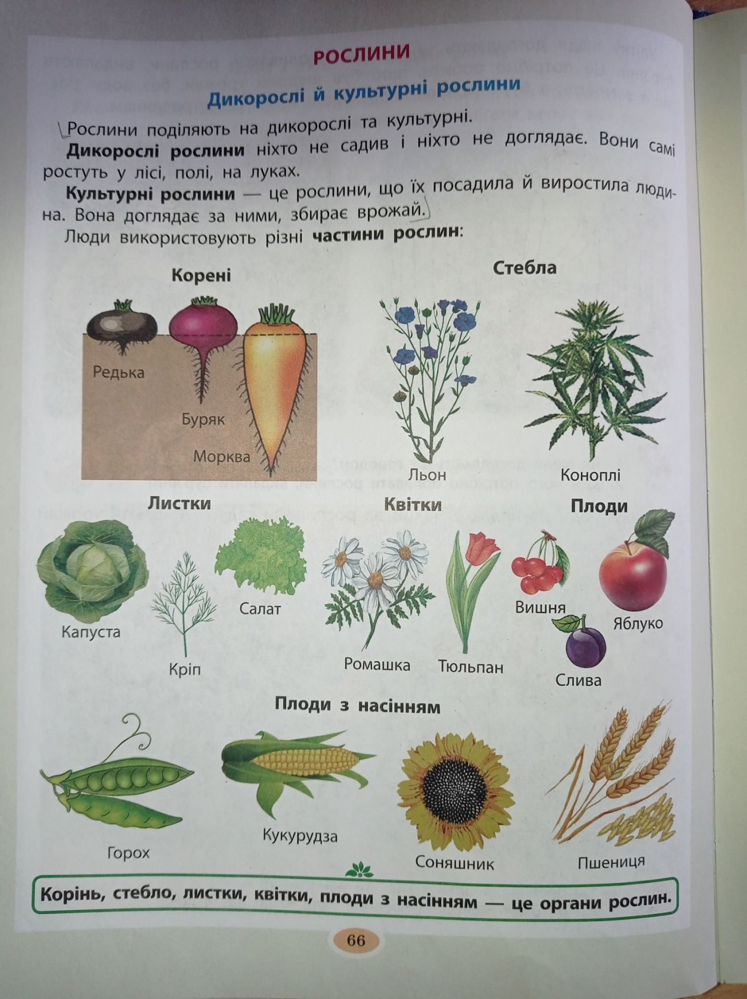 РОСЛИНИ
Дикорослі й культурні рослини
Рослини поділяють на дикорослі та культурні.
Дикорослі рослини ніхто не садив і ніхто не доглядає. Вони самі
ростуть у лісі, полі, на луках.
Культурні рослини — це рослини, що їх посадила й виростила люди-
на. Вона доглядає за ними, збирає врожай.
Люди використовують різні частини рослин:
Корені
Стебла
Редька
Буряк
Морква
Льон
Коноплі
Листки
Квітки
Плоди
Капуста
Кріп
Салат
Ромашка
Тюльпан
Вишня
Яблуко
Слива
Плоди з насінням
Горох
Кукурудза
Соняшник
Пшениця
Корінь, стебло, листки, квітки, плоди з насінням — це органи рослин.
66